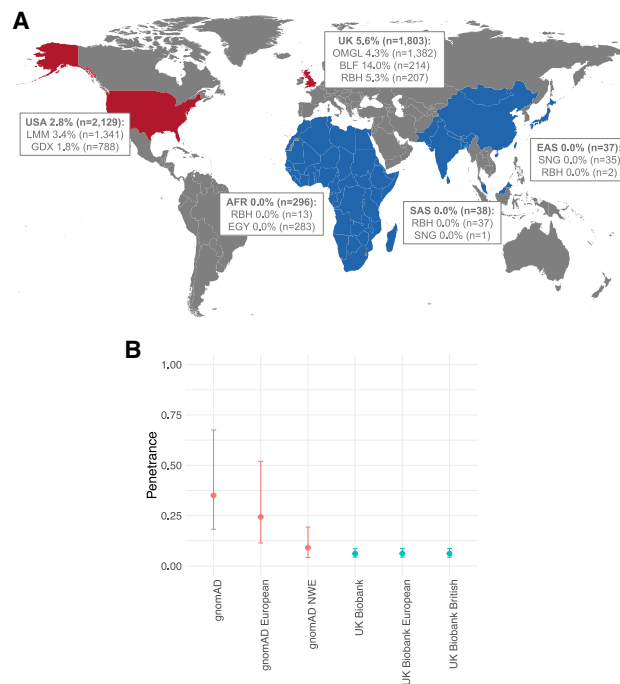 A
UK 5.6% (n=1,803):
OMGL 4.3% (n=1,382)
BLF 14.0% (n=214)
RBH 5.3% (n=207)
USA 2.8% (n=2,129):
LMM 3.4% (n=1,341)
GDX 1.8% (n=788)
EAS 0.0% (n=37):
SNG 0.0% (n=35)
RBH 0.0% (n=2)
AFR 0.0% (n=296):
RBH 0.0% (n=13)
EGY 0.0% (n=283)
SAS 0.0% (n=38)
RBH 0.0% (n=37)
SNG 0.0% (n=1)
B
Penetrance
1.00
0.75
0.50
0.25
0.00
gnomAD
gnomAD European
gnomAD NWE
UK Biobank
UK Biobank European
UK Biobank British